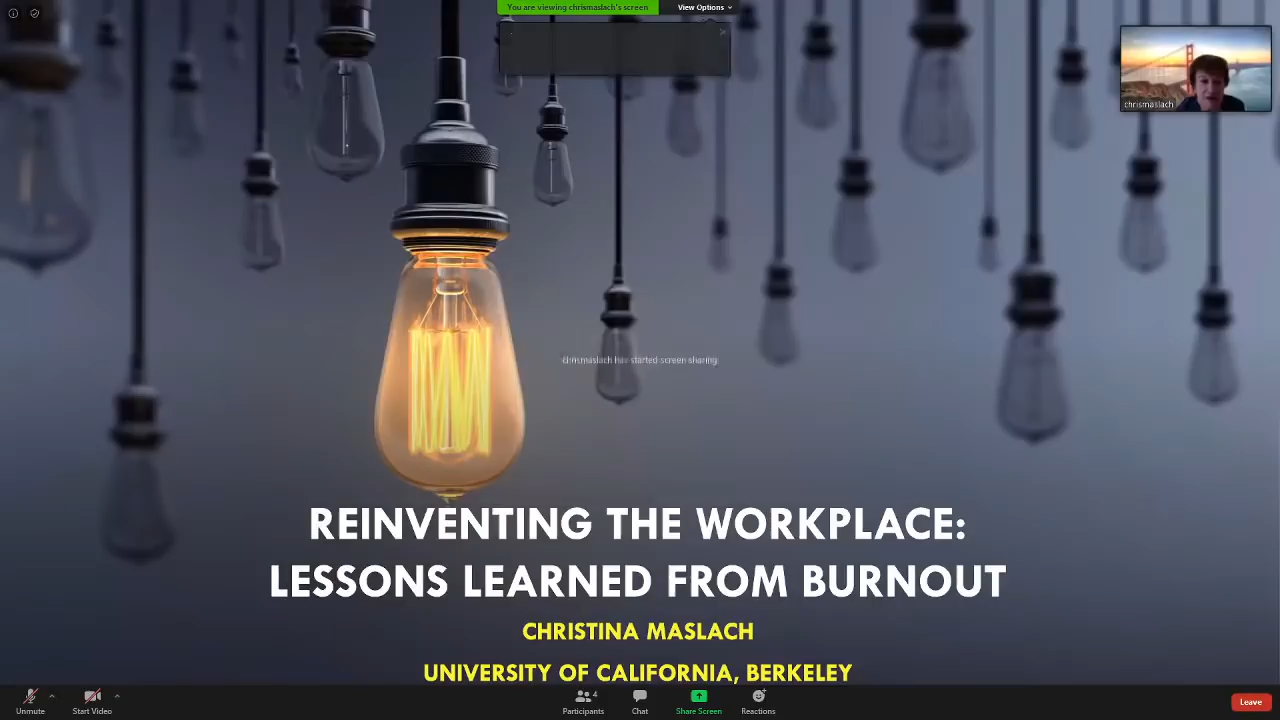 You are viewing chrismaslach's screen
View Options
chrismaslach
chrismaslach has started screen sharing
REINVENTING THE WORKPLACE:
LESSONS LEARNED FROM BURNOUT
CHRISTINA MASLACH
UNIVERSITY OF CALIFORNIA, BERKELEY
Unmute
Start Video
4
Participants
Chat
Share Screen
Reactions
Leave